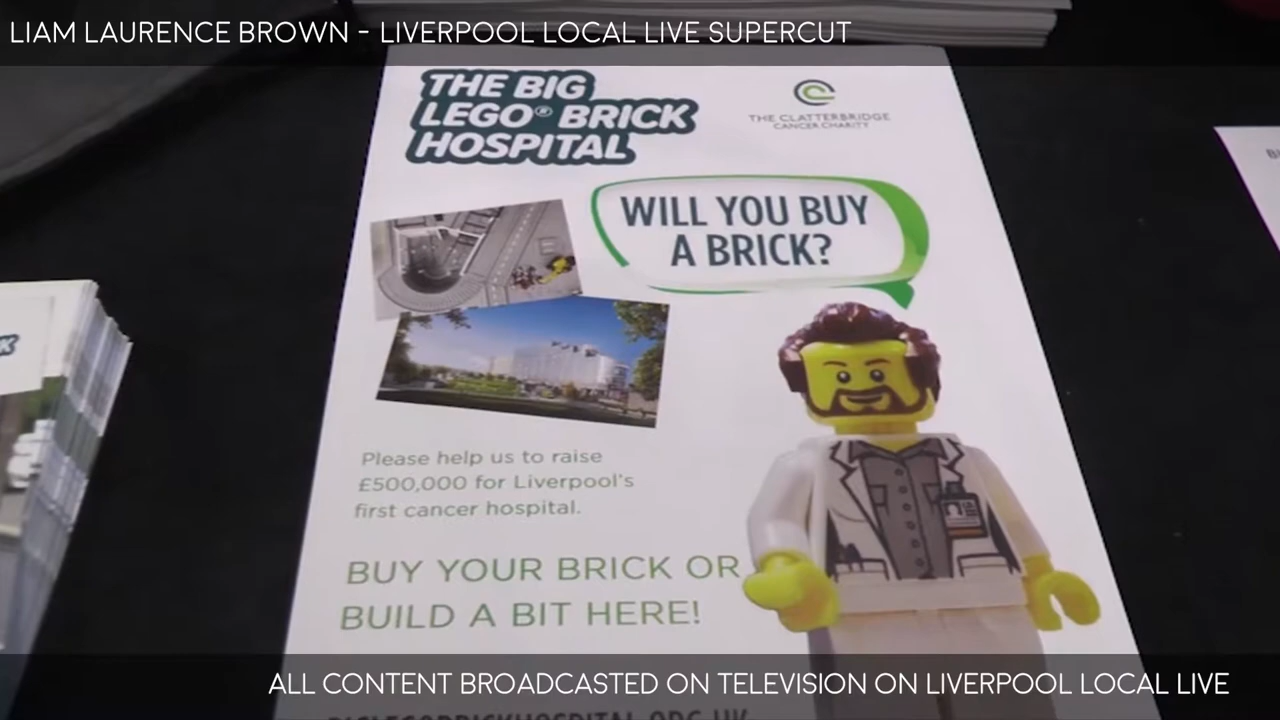 LIAM LAURENCE BROWN - LIVERPOOL LOCAL LIVE SUPERCUT
THE BIG
LEGO® BRICK
HOSPITAL
THE CLATTERBRIDGE
CANCER CHARITY
WILL YOU BUY
A BRICK?
Please help us to raise
£500,000 for Liverpool's
first cancer hospital.
BUY YOUR BRICK OR
BUILD A BIT HERE!
ALL CONTENT BROADCASTED ON TELEVISION ON LIVERPOOL LOCAL LIVE